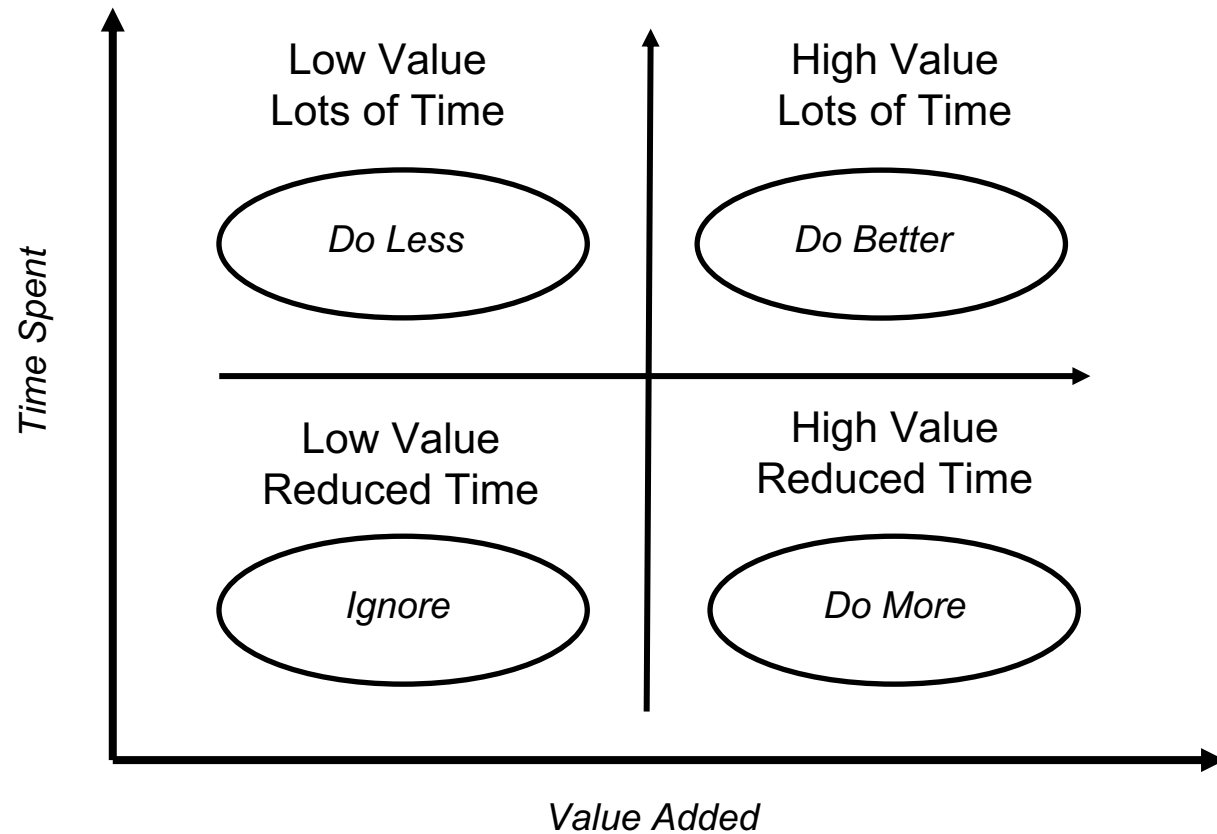 Low Value
Lots of Time
High Value
Lots of Time
Do Less
Do Better
Time Spent
Low Value
Reduced Time
High Value
Reduced Time
Ignore
Do More
Value Added